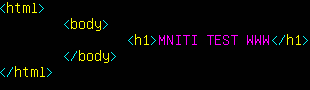 <html>
<body>
<h1>MNITI TEST WWW</h1>
</body>
</html>